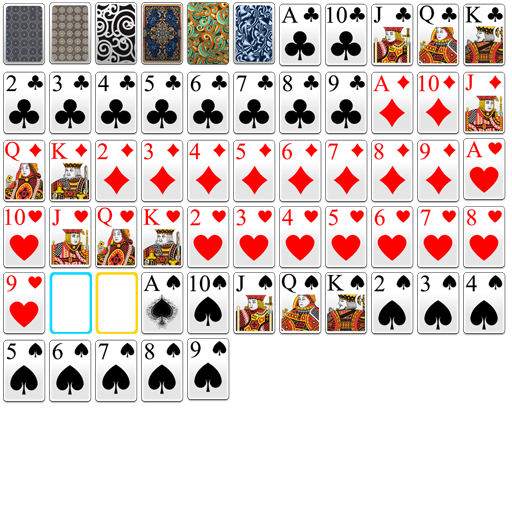 A 10 J Q K
2 3 4 5 6 7 8 9 A 10 J
Q K 2 3 4 5 6 7 8 9 A
10 J Q K 2 3 4 5 6 7 8
9 A 10 J Q K 2 3 4
5 6 7 8 9